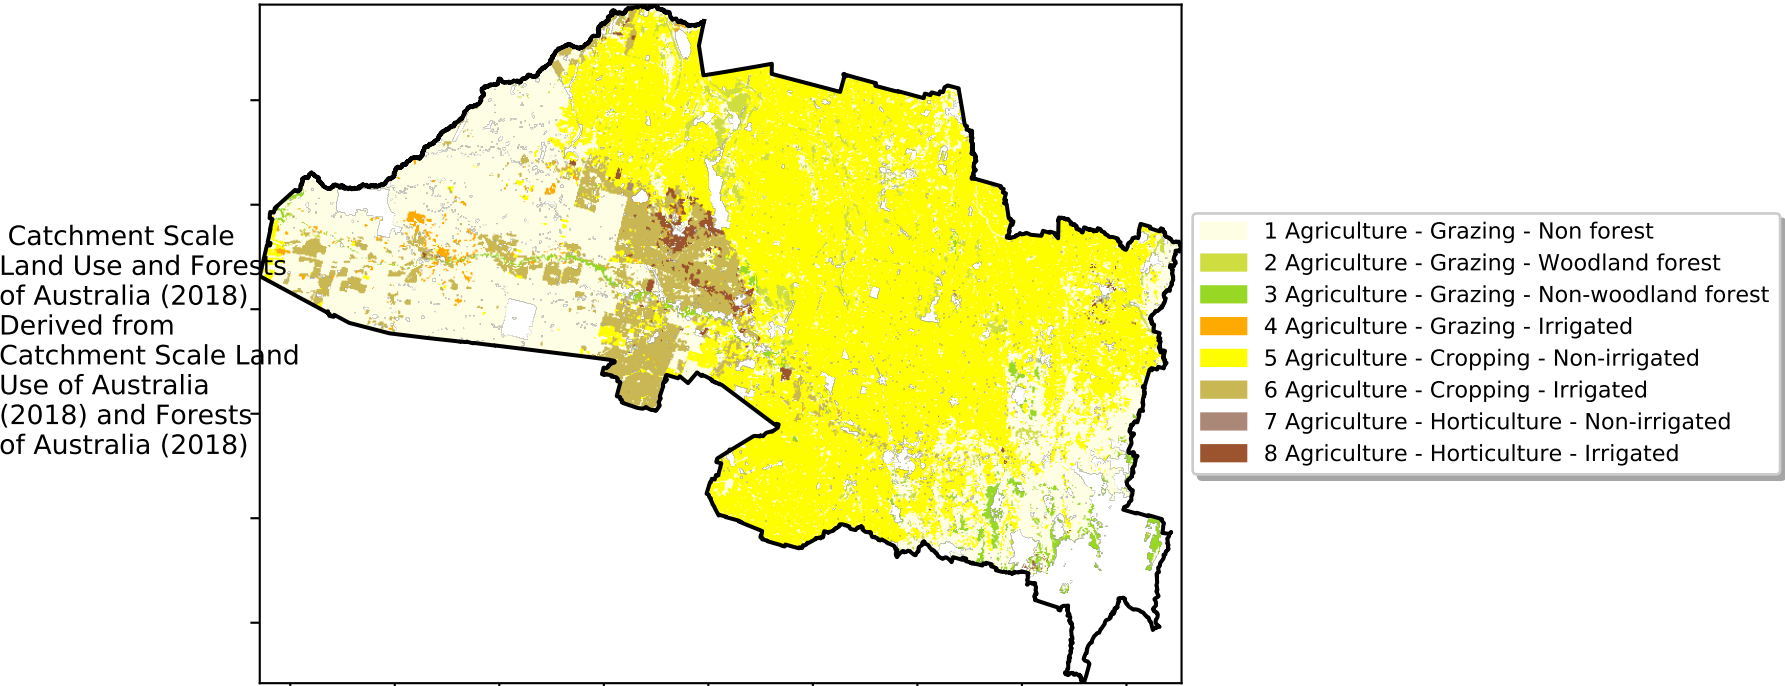 Catchment Scale
Land Use and Forests
of Australia (2018)
Derived from
Catchment Scale Land
Use of Australia
(2018) and Forests
of Australia (2018)
1 Agriculture - Grazing - Non forest
2 Agriculture - Grazing - Woodland forest
3 Agriculture - Grazing - Non-woodland forest
4 Agriculture - Grazing - Irrigated
5 Agriculture - Cropping - Non-irrigated
6 Agriculture - Cropping - Irrigated
7 Agriculture - Horticulture - Non-irrigated
8 Agriculture - Horticulture - Irrigated